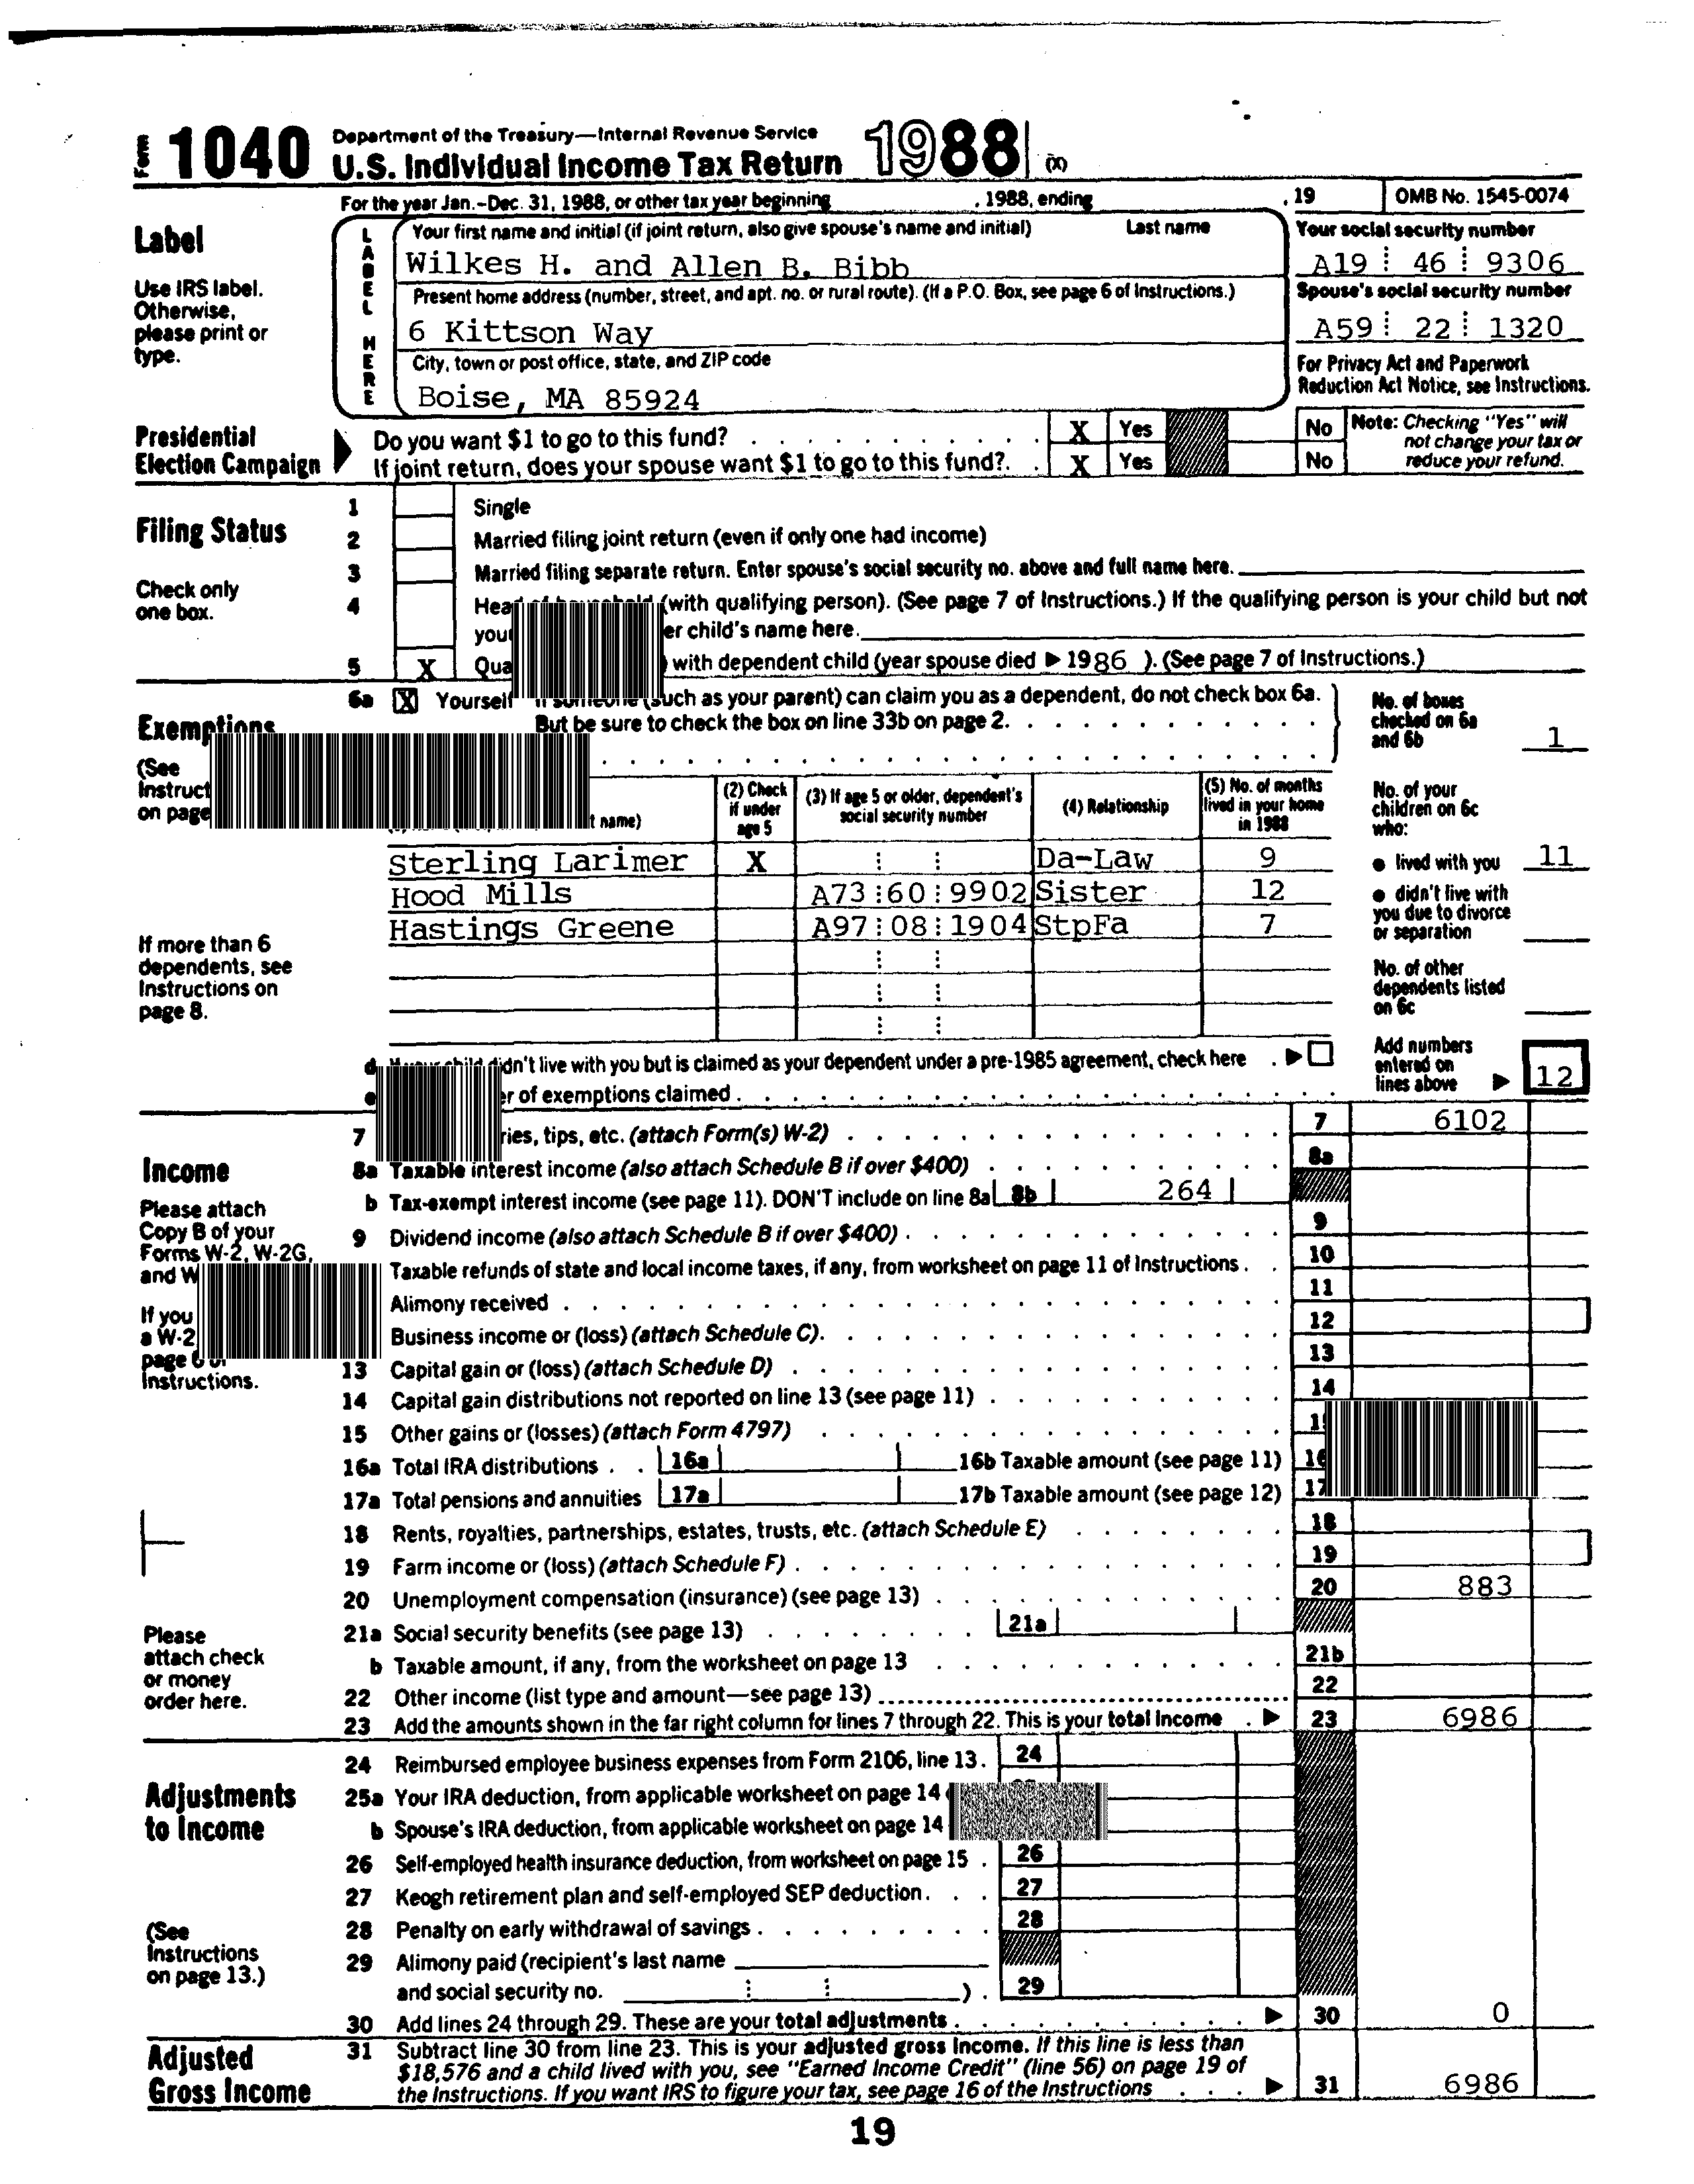 Form 1040 Department of the Treasury—Internal Revenue Service
U.S. Individual Income Tax Return 1988 (X)
For the year Jan.-Dec. 31, 1988, or other tax year beginning , 1988, ending , 19 OMB No. 1545-0074
Label
Use IRS label.
Otherwise,
please print or
type.
LABEL HERE
Your first name and initial (if joint return, also give spouse's name and initial) Last name
Wilkes H. and Allen B. Bibb
Your social security number
A19 46 9306
Present home address (number, street, and apt. no. or rural route). (If a P.O. Box, see page 6 of Instructions.)
6 Kittson Way
Spouse's social security number
A59 22 1320
City, town or post office, state, and ZIP code
Boise, MA 85924
For Privacy Act and Paperwork
Reduction Act Notice, see Instructions.
Presidential
Election Campaign
Do you want $1 to go to this fund? X Yes No
If joint return, does your spouse want $1 to go to this fund? X Yes No
Note: Checking "Yes" will
not change your tax or
reduce your refund.
Filing Status
Check only
one box.
1 Single
2 Married filing joint return (even if only one had income)
3 Married filing separate return. Enter spouse's social security no. above and full name here.
4 (with qualifying person). (See page 7 of Instructions.) If the qualifying person is your child but not
child's name here.
5 X with dependent child (year spouse died ▶ 1986 ). (See page 7 of Instructions.)
Exemptions
(See
on page
If more than 6
dependents, see
Instructions on
page 8.
6a X Yourself If someone (such as your parent) can claim you as a dependent, do not check box 6a.
But be sure to check the box on line 33b on page 2.
No. of boxes
checked on 6a
and 6b 1
name)
(2) Check
if under
age 5
(3) If age 5 or older, dependent's
social security number
(4) Relationship
(5) No. of months
lived in your home
in 1988
No. of your
children on 6c
who:
Sterling Larimer X Da-Law 9
● lived with you 11
Hood Mills A73 60 9902 Sister 12
● didn't live with
you due to divorce
or separation
Hastings Greene A97 08 1904 StpFa 7
No. of other
dependents listed
on 6c
d If your child didn't live with you but is claimed as your dependent under a pre-1985 agreement, check here ▶
of exemptions claimed
Add numbers
entered on
lines above ▶ 12
Income
Please attach
Copy B of your
Forms W-2, W-2G,
and
If you
a W-2
page 6 of
Instructions.
7 tips, etc. (attach Form(s) W-2) 7 6102
8a Taxable interest income (also attach Schedule B if over $400) 8a
b Tax-exempt interest income (see page 11). DON'T include on line 8a 8b 264
9 Dividend income (also attach Schedule B if over $400) 9
Taxable refunds of state and local income taxes, if any, from worksheet on page 11 of Instructions 10
Alimony received 11
Business income or (loss) (attach Schedule C) 12
13 Capital gain or (loss) (attach Schedule D) 13
14 Capital gain distributions not reported on line 13 (see page 11) 14
15 Other gains or (losses) (attach Form 4797)
16a Total IRA distributions 16a 16b Taxable amount (see page 11)
17a Total pensions and annuities 17a 17b Taxable amount (see page 12)
18 Rents, royalties, partnerships, estates, trusts, etc. (attach Schedule E) 18
19 Farm income or (loss) (attach Schedule F) 19
20 Unemployment compensation (insurance) (see page 13) 20 883
21a Social security benefits (see page 13) 21a
b Taxable amount, if any, from the worksheet on page 13 21b
22 Other income (list type and amount—see page 13) 22
23 Add the amounts shown in the far right column for lines 7 through 22. This is your total income ▶ 23 6986
Please
attach check
or money
order here.
Adjustments
to Income
(See
Instructions
on page 13.)
24 Reimbursed employee business expenses from Form 2106, line 13. 24
25a Your IRA deduction, from applicable worksheet on page 14
b Spouse's IRA deduction, from applicable worksheet on page 14
26 Self-employed health insurance deduction, from worksheet on page 15 26
27 Keogh retirement plan and self-employed SEP deduction 27
28 Penalty on early withdrawal of savings 28
29 Alimony paid (recipient's last name
and social security no. ) 29
30 Add lines 24 through 29. These are your total adjustments ▶ 30 0
Adjusted
Gross Income
31 Subtract line 30 from line 23. This is your adjusted gross income. If this line is less than
$18,576 and a child lived with you, see "Earned Income Credit" (line 56) on page 19 of
the Instructions. If you want IRS to figure your tax, see page 16 of the Instructions ▶ 31 6986
19